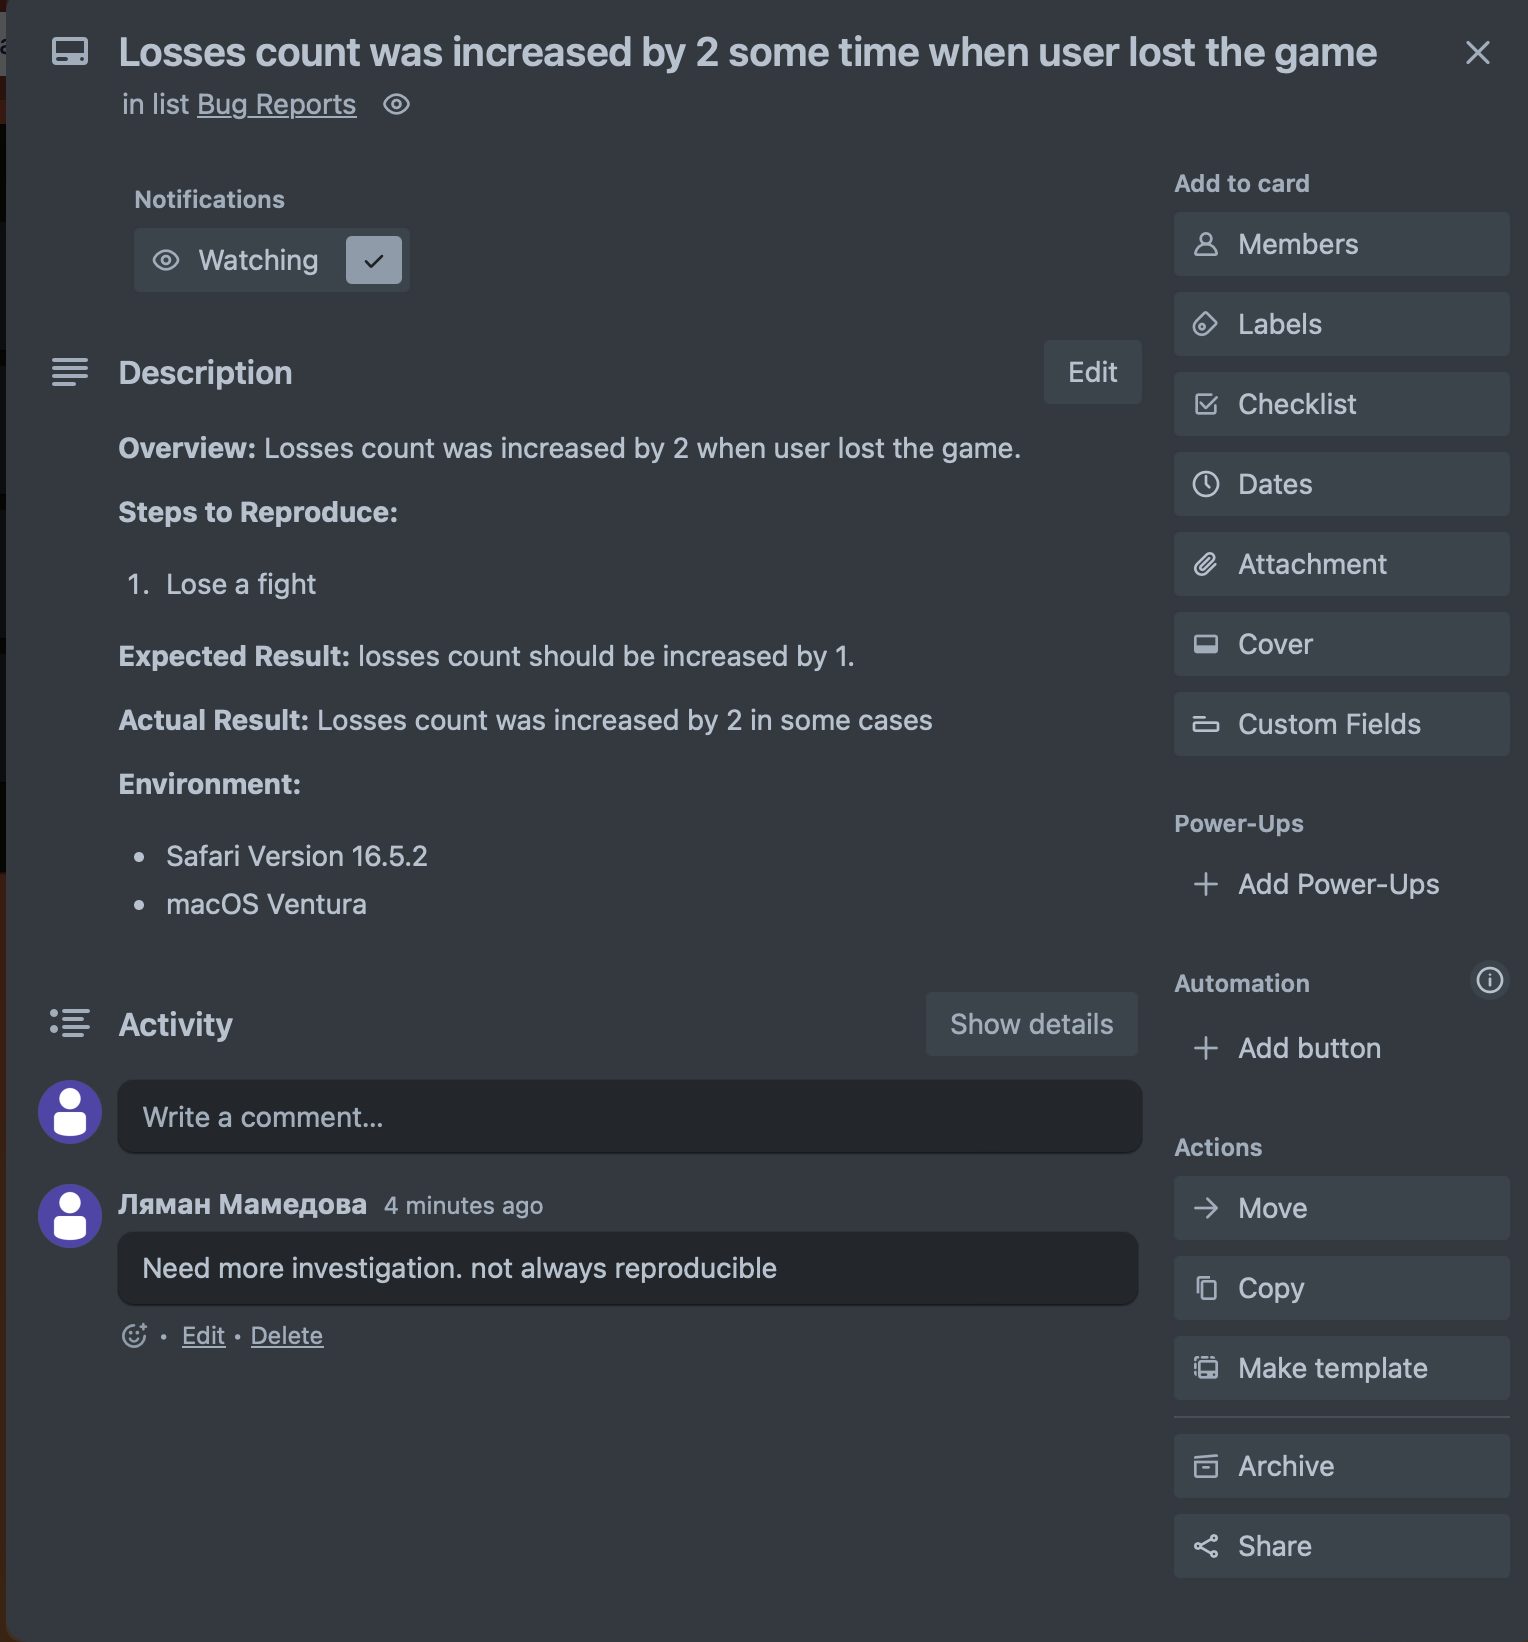 Losses count was increased by 2 some time when user lost the game
in list Bug Reports
Notifications
Watching
Description
Edit
Overview: Losses count was increased by 2 when user lost the game.
Steps to Reproduce:
1. Lose a fight
Expected Result: losses count should be increased by 1.
Actual Result: Losses count was increased by 2 in some cases
Environment:
• Safari Version 16.5.2
• macOS Ventura
Activity
Show details
Write a comment...
Ляман Мамедова 4 minutes ago
Need more investigation. not always reproducible
• Edit • Delete
Add to card
Members
Labels
Checklist
Dates
Attachment
Cover
Custom Fields
Power-Ups
Add Power-Ups
Automation
Add button
Actions
Move
Copy
Make template
Archive
Share